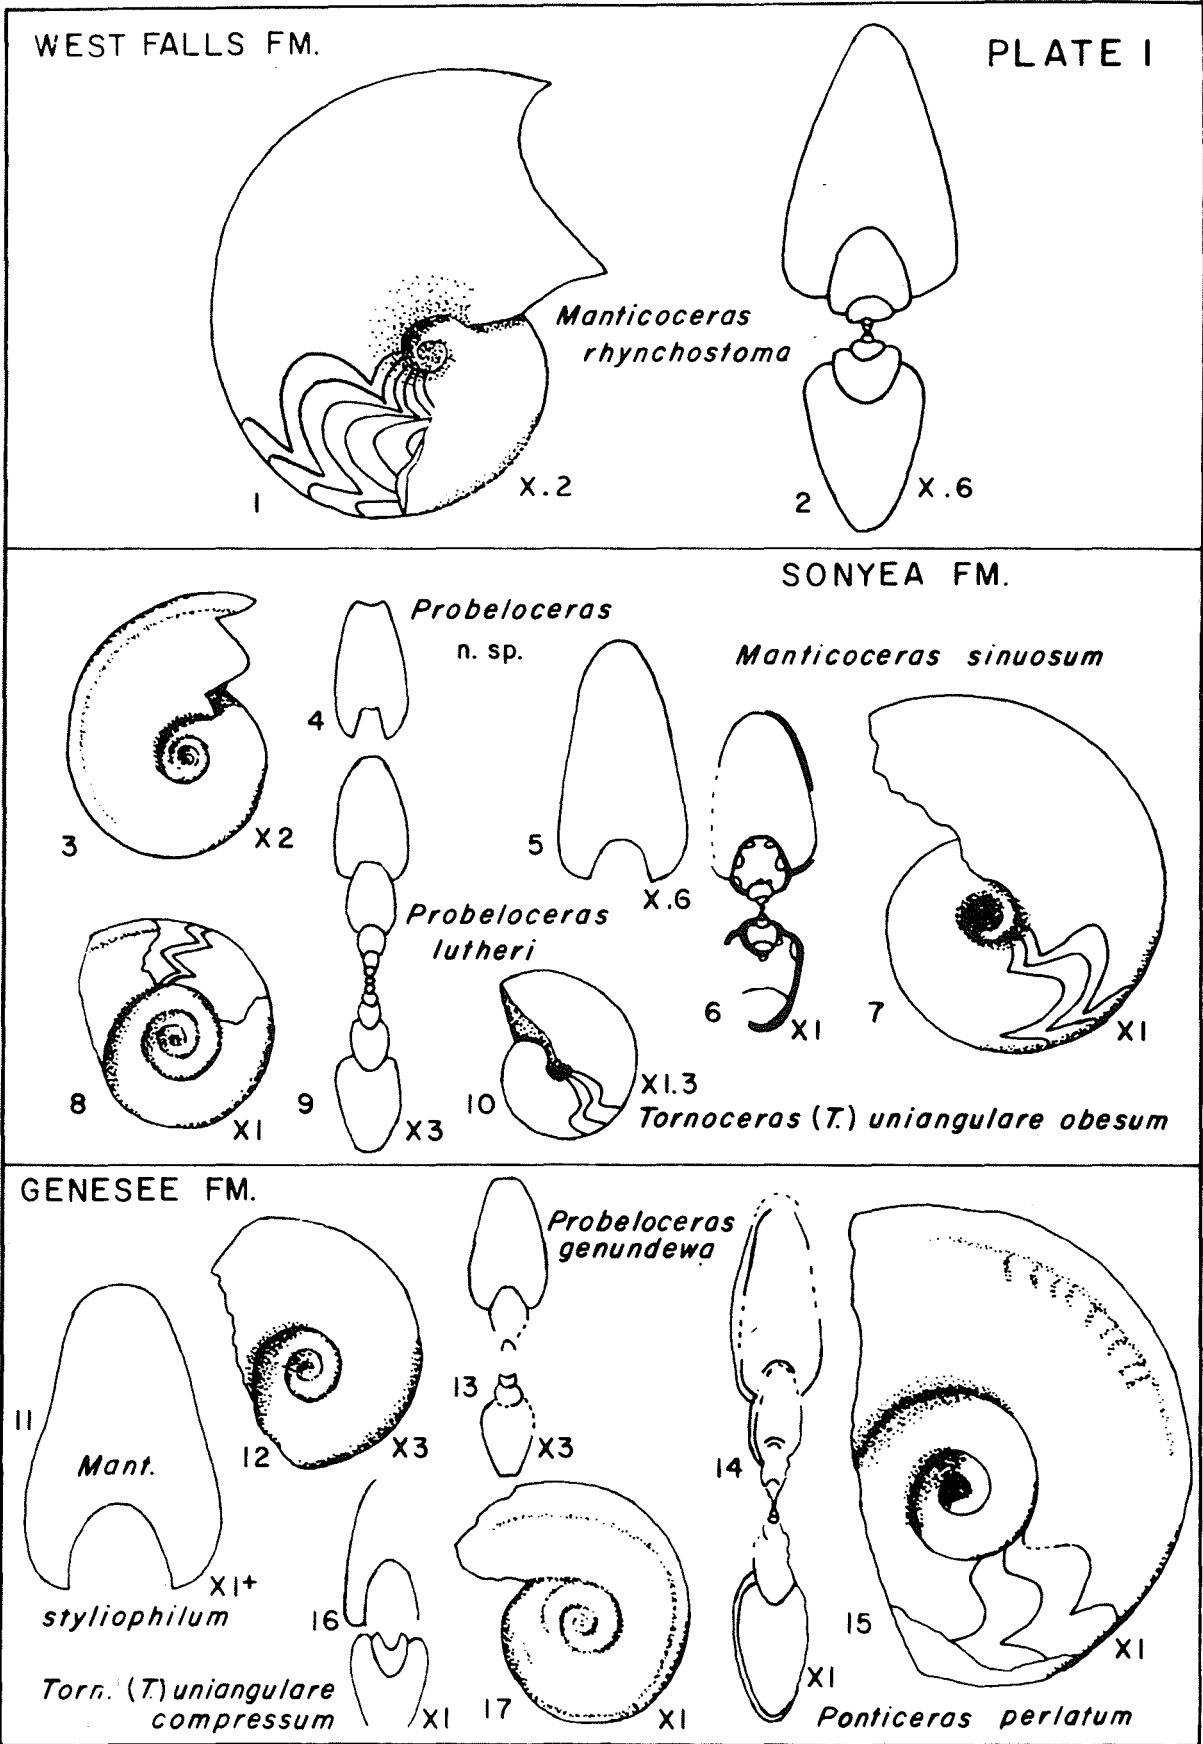 WEST FALLS FM.
PLATE I
Manticoceras
rhynchostoma
1
X.2
2
X.6
SONYEA FM.
Probeloceras
n. sp.
Manticoceras sinuosum
3
X2
4
5
X.6
6
X1
7
X1
Probeloceras
lutheri
8
X1
9
X3
10
X1.3
Tornoceras (T.) uniangulare obesum
GENESEE FM.
Probeloceras
genundewa
11
Mant.
X1+
styliophilum
12
X3
13
X3
14
X1
15
X1
Ponticeras perlatum
16
X1
Torn. (T.) uniangulare
compressum
17
X1